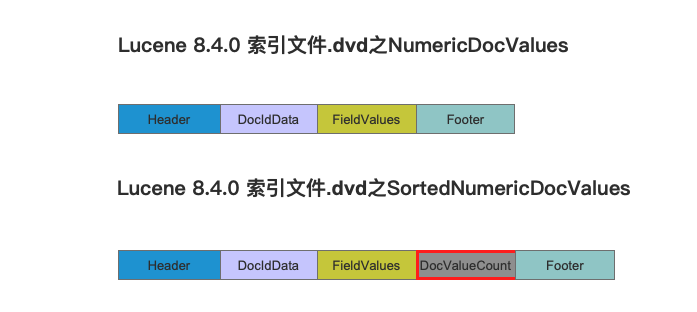 Lucene 8.4.0 索引文件.dvd之NumericDocValues
Header DocIdData FieldValues Footer
Lucene 8.4.0 索引文件.dvd之SortedNumericDocValues
Header DocIdData FieldValues DocValueCount Footer